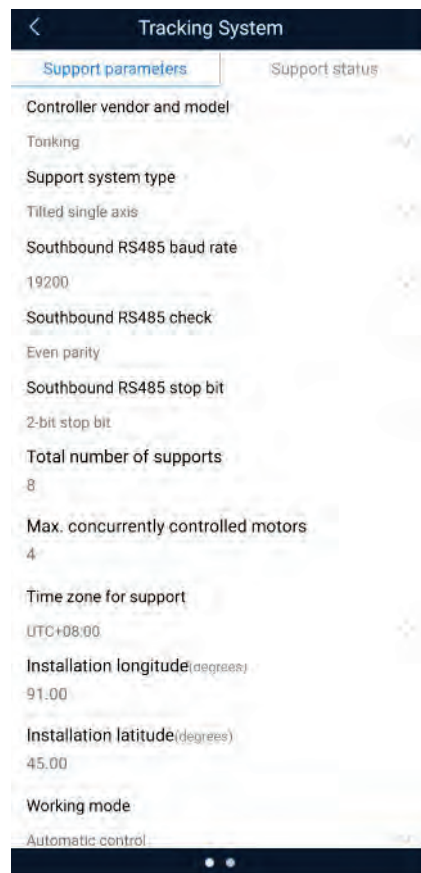 Tracking System
Support parameters
Support status
Controller vendor and model
Tonking
Support system type
Tilted single axis
Southbound RS485 baud rate
19200
Southbound RS485 check
Even parity
Southbound RS485 stop bit
2-bit stop bit
Total number of supports
8
Max. concurrently controlled motors
4
Time zone for support
UTC+08:00
Installation longitude(degrees)
91.00
Installation latitude(degrees)
45.00
Working mode
Automatic control